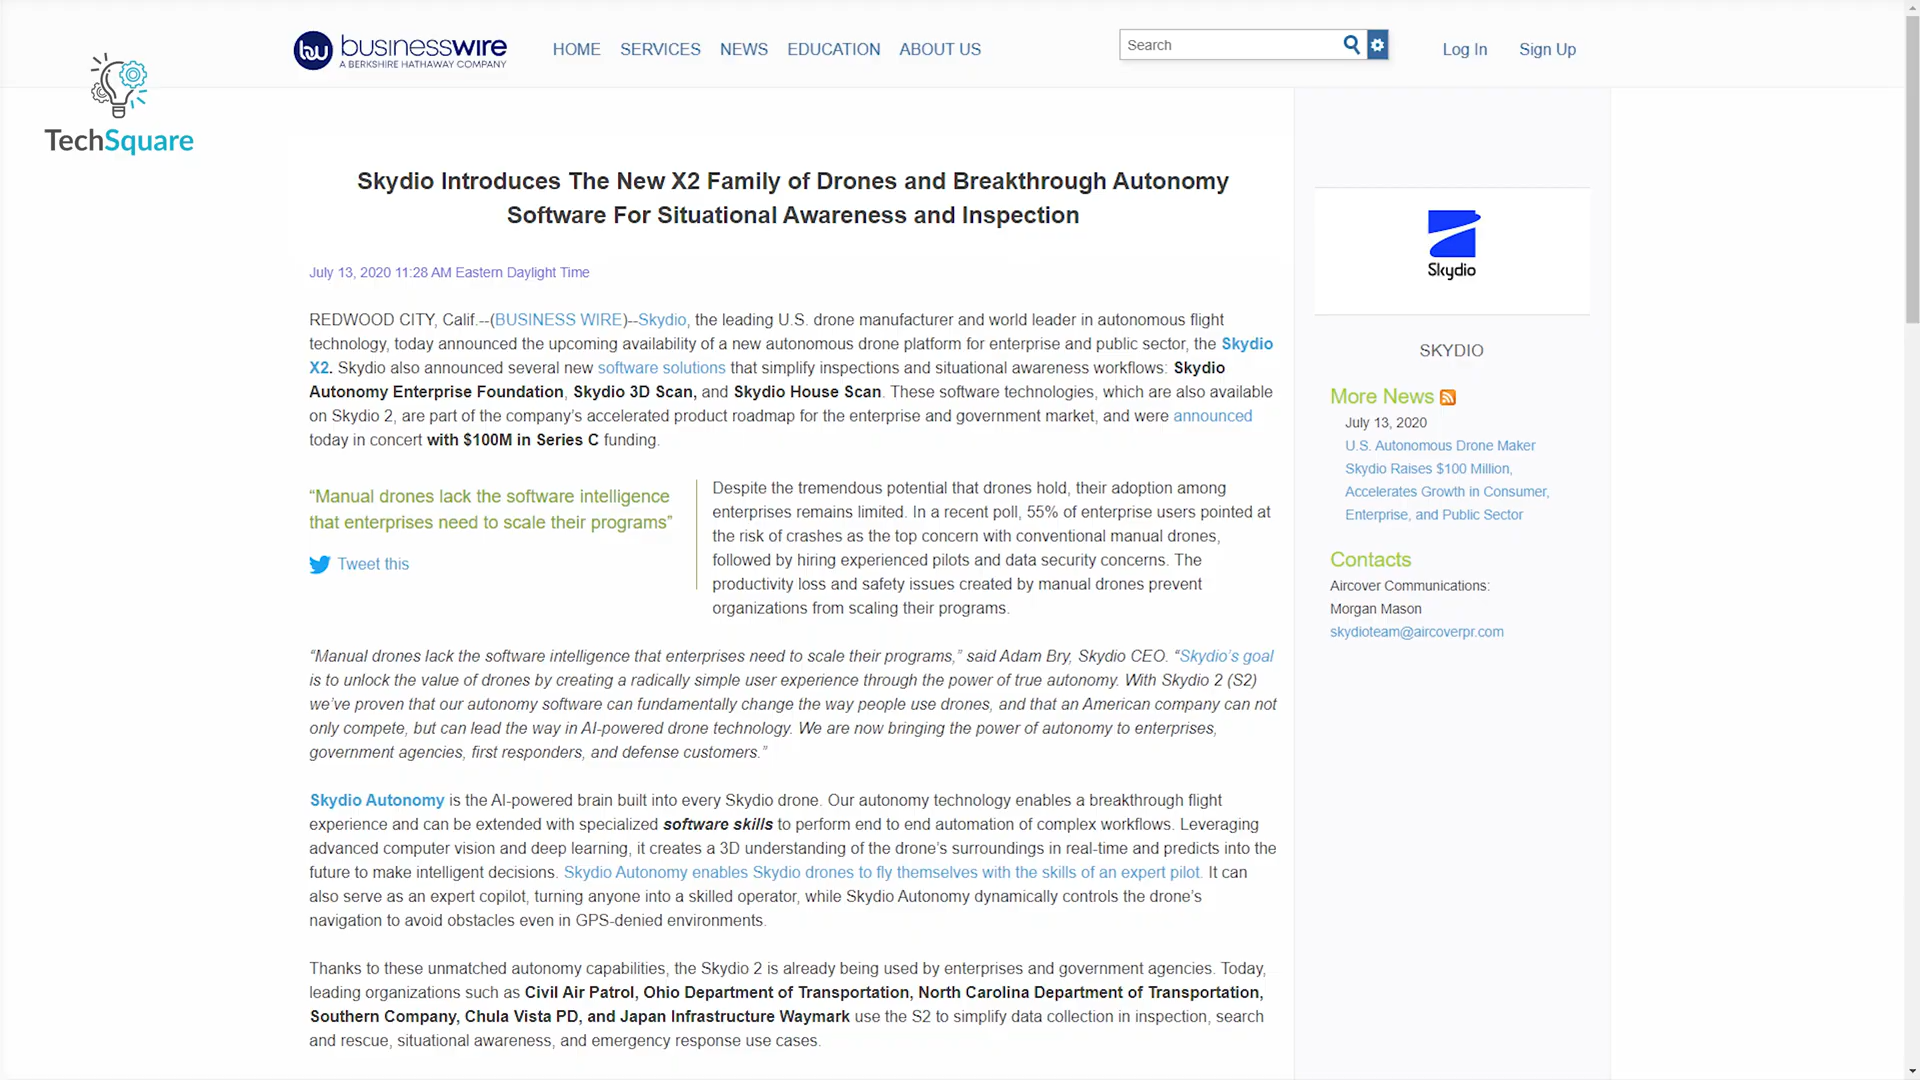 businesswire
A BERKSHIRE HATHAWAY COMPANY
HOME SERVICES NEWS EDUCATION ABOUT US
Search
Log In Sign Up
TechSquare
Skydio Introduces The New X2 Family of Drones and Breakthrough Autonomy
Software For Situational Awareness and Inspection
July 13, 2020 11:28 AM Eastern Daylight Time
REDWOOD CITY, Calif.--(BUSINESS WIRE)--Skydio, the leading U.S. drone manufacturer and world leader in autonomous flight
technology, today announced the upcoming availability of a new autonomous drone platform for enterprise and public sector, the Skydio
X2. Skydio also announced several new software solutions that simplify inspections and situational awareness workflows: Skydio
Autonomy Enterprise Foundation, Skydio 3D Scan, and Skydio House Scan. These software technologies, which are also available
on Skydio 2, are part of the company's accelerated product roadmap for the enterprise and government market, and were announced
today in concert with $100M in Series C funding.
“Manual drones lack the software intelligence
that enterprises need to scale their programs”
Tweet this
Despite the tremendous potential that drones hold, their adoption among
enterprises remains limited. In a recent poll, 55% of enterprise users pointed at
the risk of crashes as the top concern with conventional manual drones,
followed by hiring experienced pilots and data security concerns. The
productivity loss and safety issues created by manual drones prevent
organizations from scaling their programs.
“Manual drones lack the software intelligence that enterprises need to scale their programs,” said Adam Bry, Skydio CEO. “Skydio’s goal
is to unlock the value of drones by creating a radically simple user experience through the power of true autonomy. With Skydio 2 (S2)
we’ve proven that our autonomy software can fundamentally change the way people use drones, and that an American company can not
only compete, but can lead the way in AI-powered drone technology. We are now bringing the power of autonomy to enterprises,
government agencies, first responders, and defense customers.”
Skydio Autonomy is the AI-powered brain built into every Skydio drone. Our autonomy technology enables a breakthrough flight
experience and can be extended with specialized software skills to perform end to end automation of complex workflows. Leveraging
advanced computer vision and deep learning, it creates a 3D understanding of the drone’s surroundings in real-time and predicts into the
future to make intelligent decisions. Skydio Autonomy enables Skydio drones to fly themselves with the skills of an expert pilot. It can
also serve as an expert copilot, turning anyone into a skilled operator, while Skydio Autonomy dynamically controls the drone’s
navigation to avoid obstacles even in GPS-denied environments.
Thanks to these unmatched autonomy capabilities, the Skydio 2 is already being used by enterprises and government agencies. Today,
leading organizations such as Civil Air Patrol, Ohio Department of Transportation, North Carolina Department of Transportation,
Southern Company, Chula Vista PD, and Japan Infrastructure Waymark use the S2 to simplify data collection in inspection, search
and rescue, situational awareness, and emergency response use cases.
Skydio
SKYDIO
More News
July 13, 2020
U.S. Autonomous Drone Maker
Skydio Raises $100 Million,
Accelerates Growth in Consumer,
Enterprise, and Public Sector
Contacts
Aircover Communications:
Morgan Mason
skydioteam@aircoverpr.com